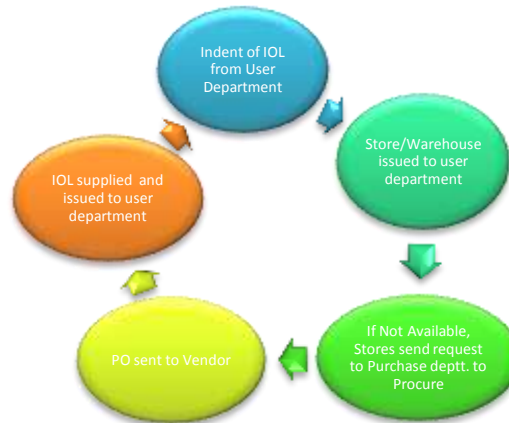 Indent of IOL
from User
Department
Store/Warehouse
issued to user
department
If Not Available,
Stores send request
to Purchase deptt. to
Procure
PO sent to Vendor
IOL supplied and
issued to user
department